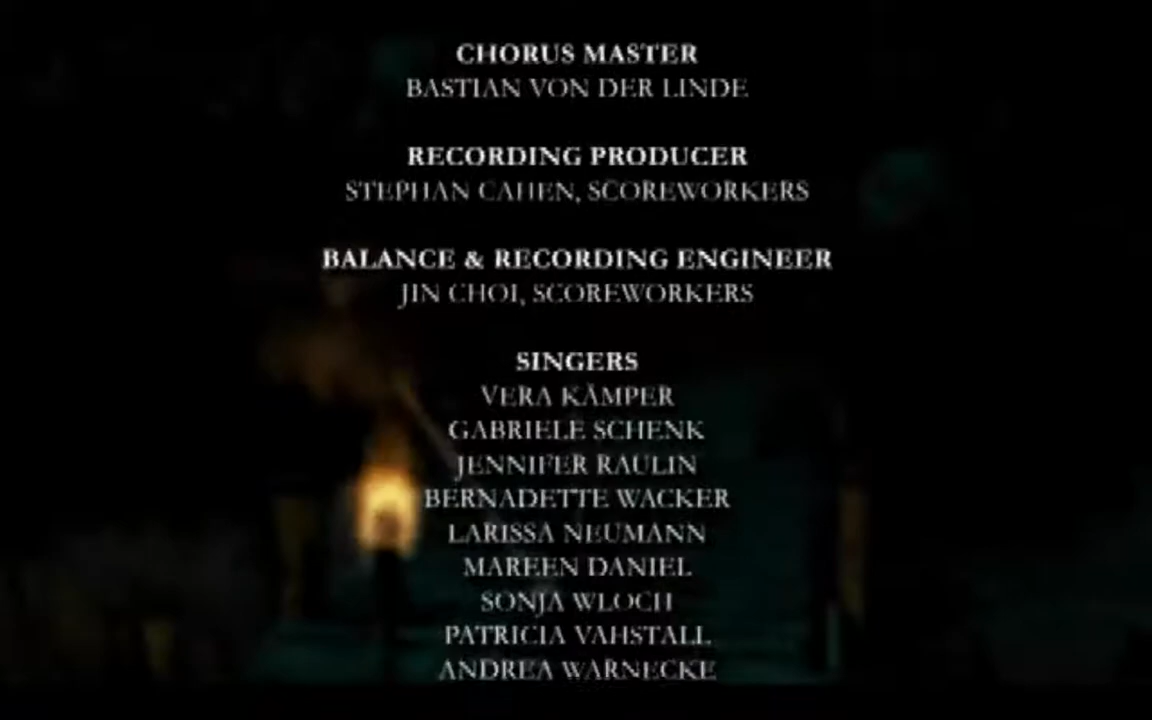 CHORUS MASTER
BASTIAN VON DER LINDE
RECORDING PRODUCER
STEPHAN CAHEN, SCOREWORKERS
BALANCE & RECORDING ENGINEER
JIN CHOI, SCOREWORKERS
SINGERS
VERA KÄMPER
GABRIELE SCHENK
JENNIFER RAULIN
BERNADETTE WACKER
LARISSA NEUMANN
MAREEN DANIEL
SONJA WLOCH
PATRICIA VAHSTALL
ANDREA WARNECKE